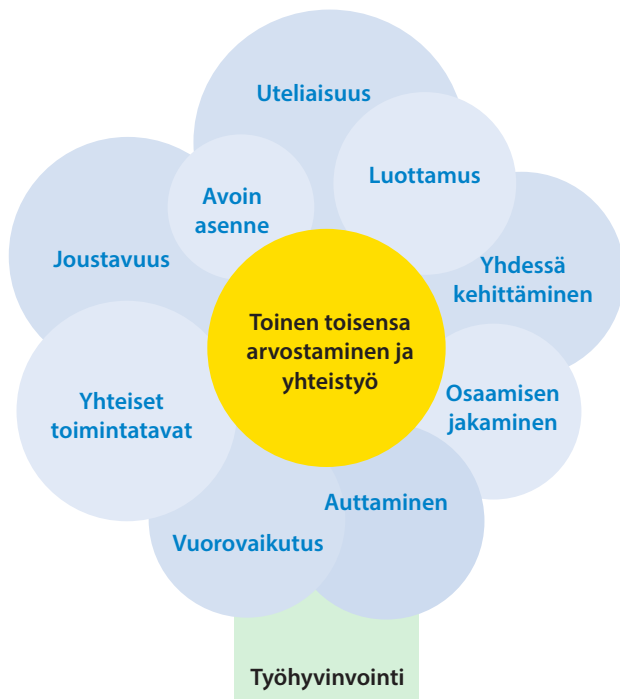 Uteliaisuus
Luottamus
Avoin
asenne
Joustavuus
Yhdessä
kehittäminen
Toinen toisensa
arvostaminen ja
yhteistyö
Yhteiset
toimintatavat
Osaamisen
jakaminen
Auttaminen
Vuorovaikutus
Työhyvinvointi